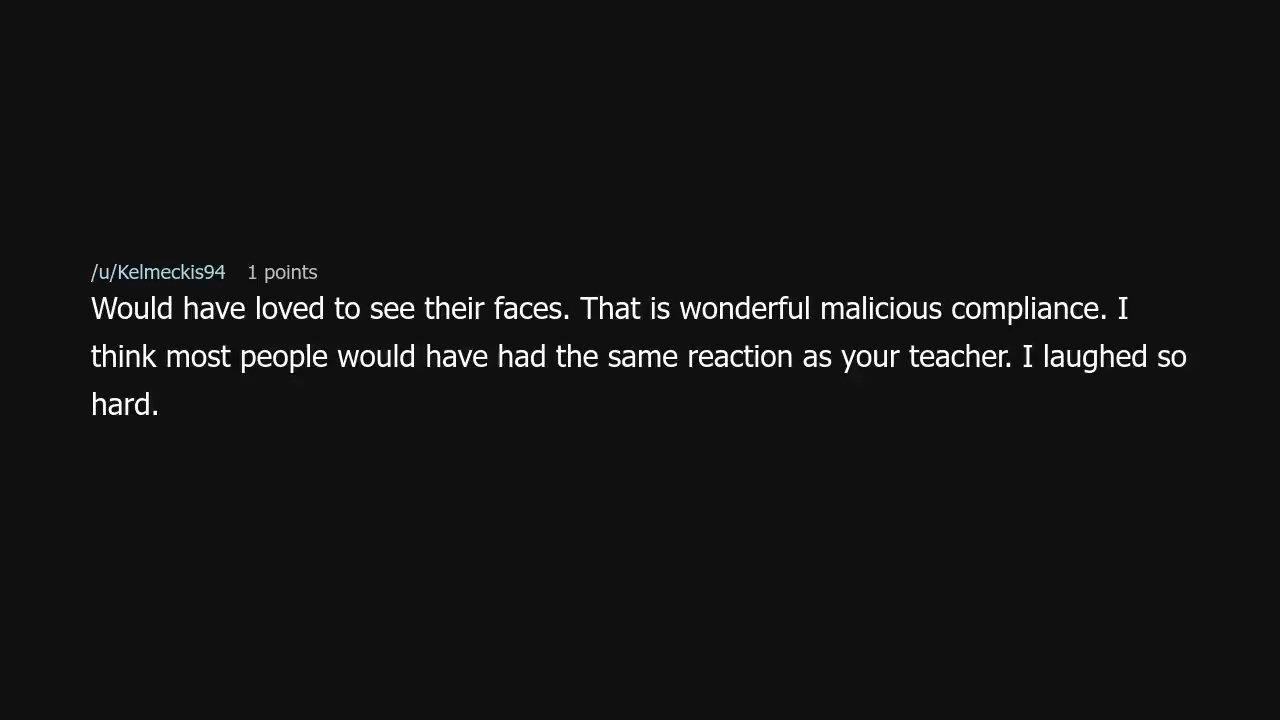 /u/Kelmeckis94 1 points
Would have loved to see their faces. That is wonderful malicious compliance. I
think most people would have had the same reaction as your teacher. I laughed so
hard.